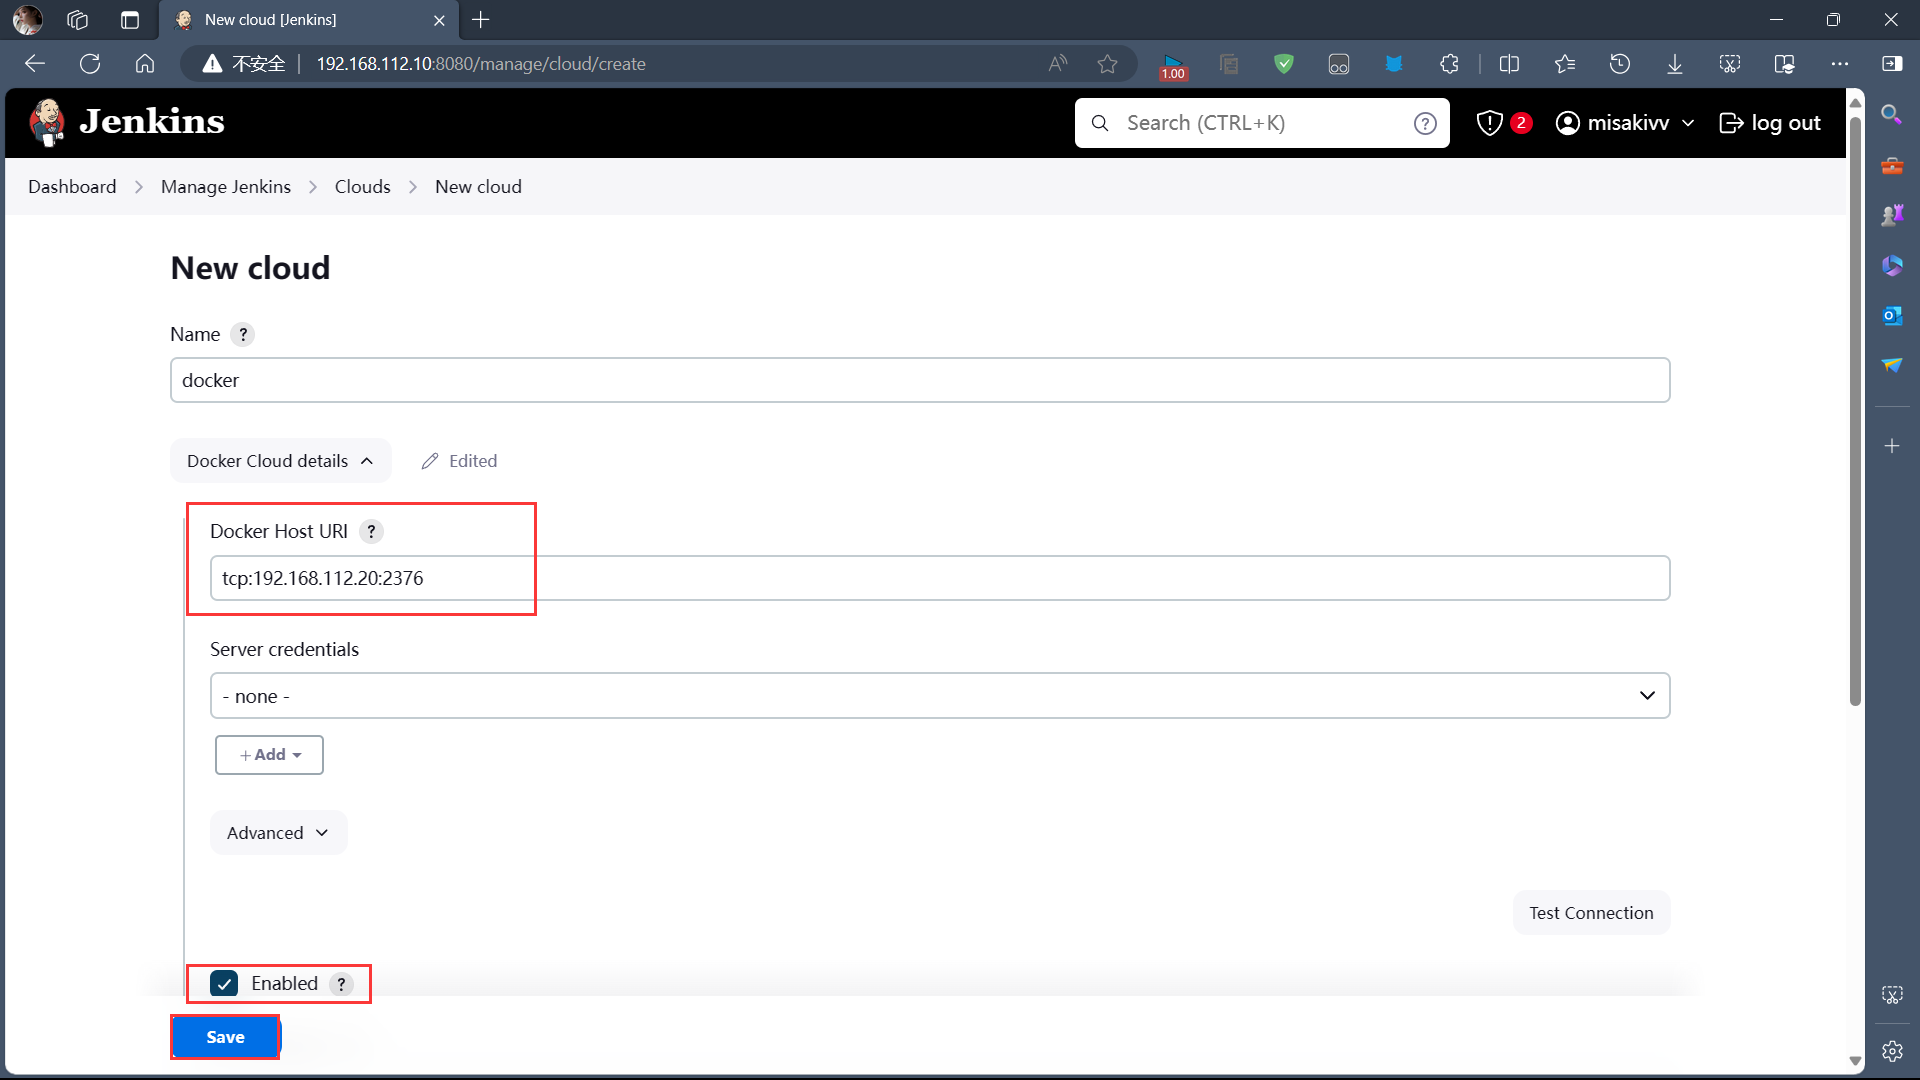 New cloud [Jenkins]
不安全 192.168.112.10:8080/manage/cloud/create
1.00
Jenkins
Search (CTRL+K) ?
2 misakivv log out
Dashboard > Manage Jenkins > Clouds > New cloud
New cloud
Name ?
docker
Docker Cloud details Edited
Docker Host URI ?
tcp:192.168.112.20:2376
Server credentials
- none -
+ Add
Advanced
Test Connection
Enabled ?
Save